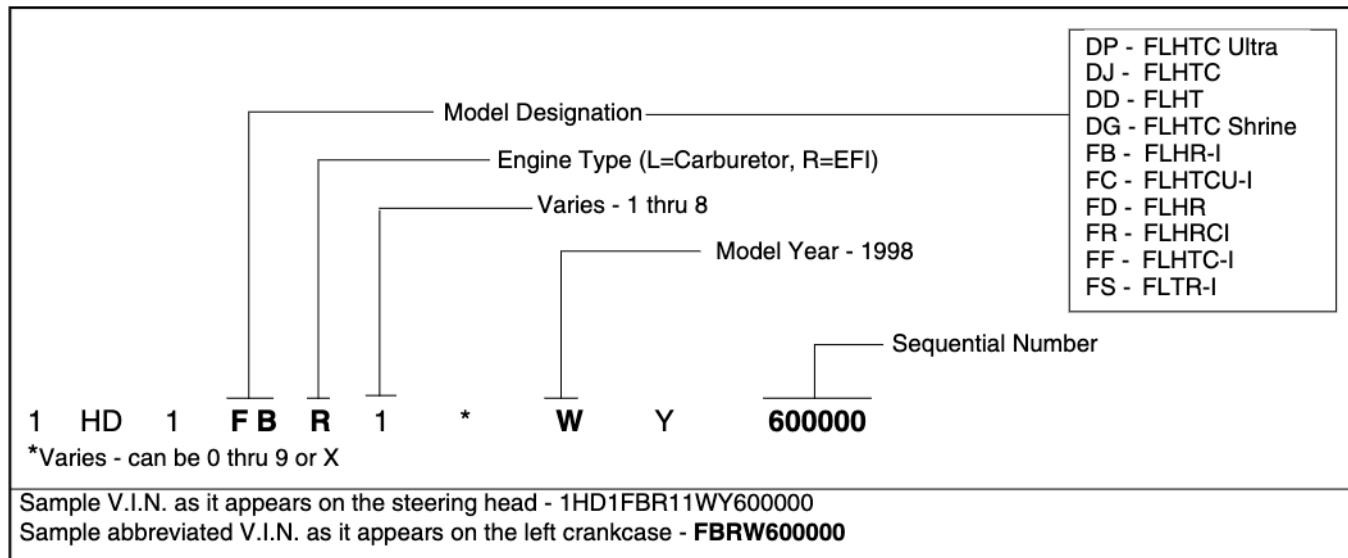 DP - FLHTC Ultra
DJ - FLHTC
DD - FLHT
DG - FLHTC Shrine
FB - FLHR-I
FC - FLHTCU-I
FD - FLHR
FR - FLHRCI
FF - FLHTC-I
FS - FLTR-I
Model Designation
Engine Type (L=Carburetor, R=EFI)
Varies - 1 thru 8
Model Year - 1998
Sequential Number
1 HD 1 F B R 1 * W Y 600000
*Varies - can be 0 thru 9 or X
Sample V.I.N. as it appears on the steering head - 1HD1FBR11WY600000
Sample abbreviated V.I.N. as it appears on the left crankcase - FBRW600000